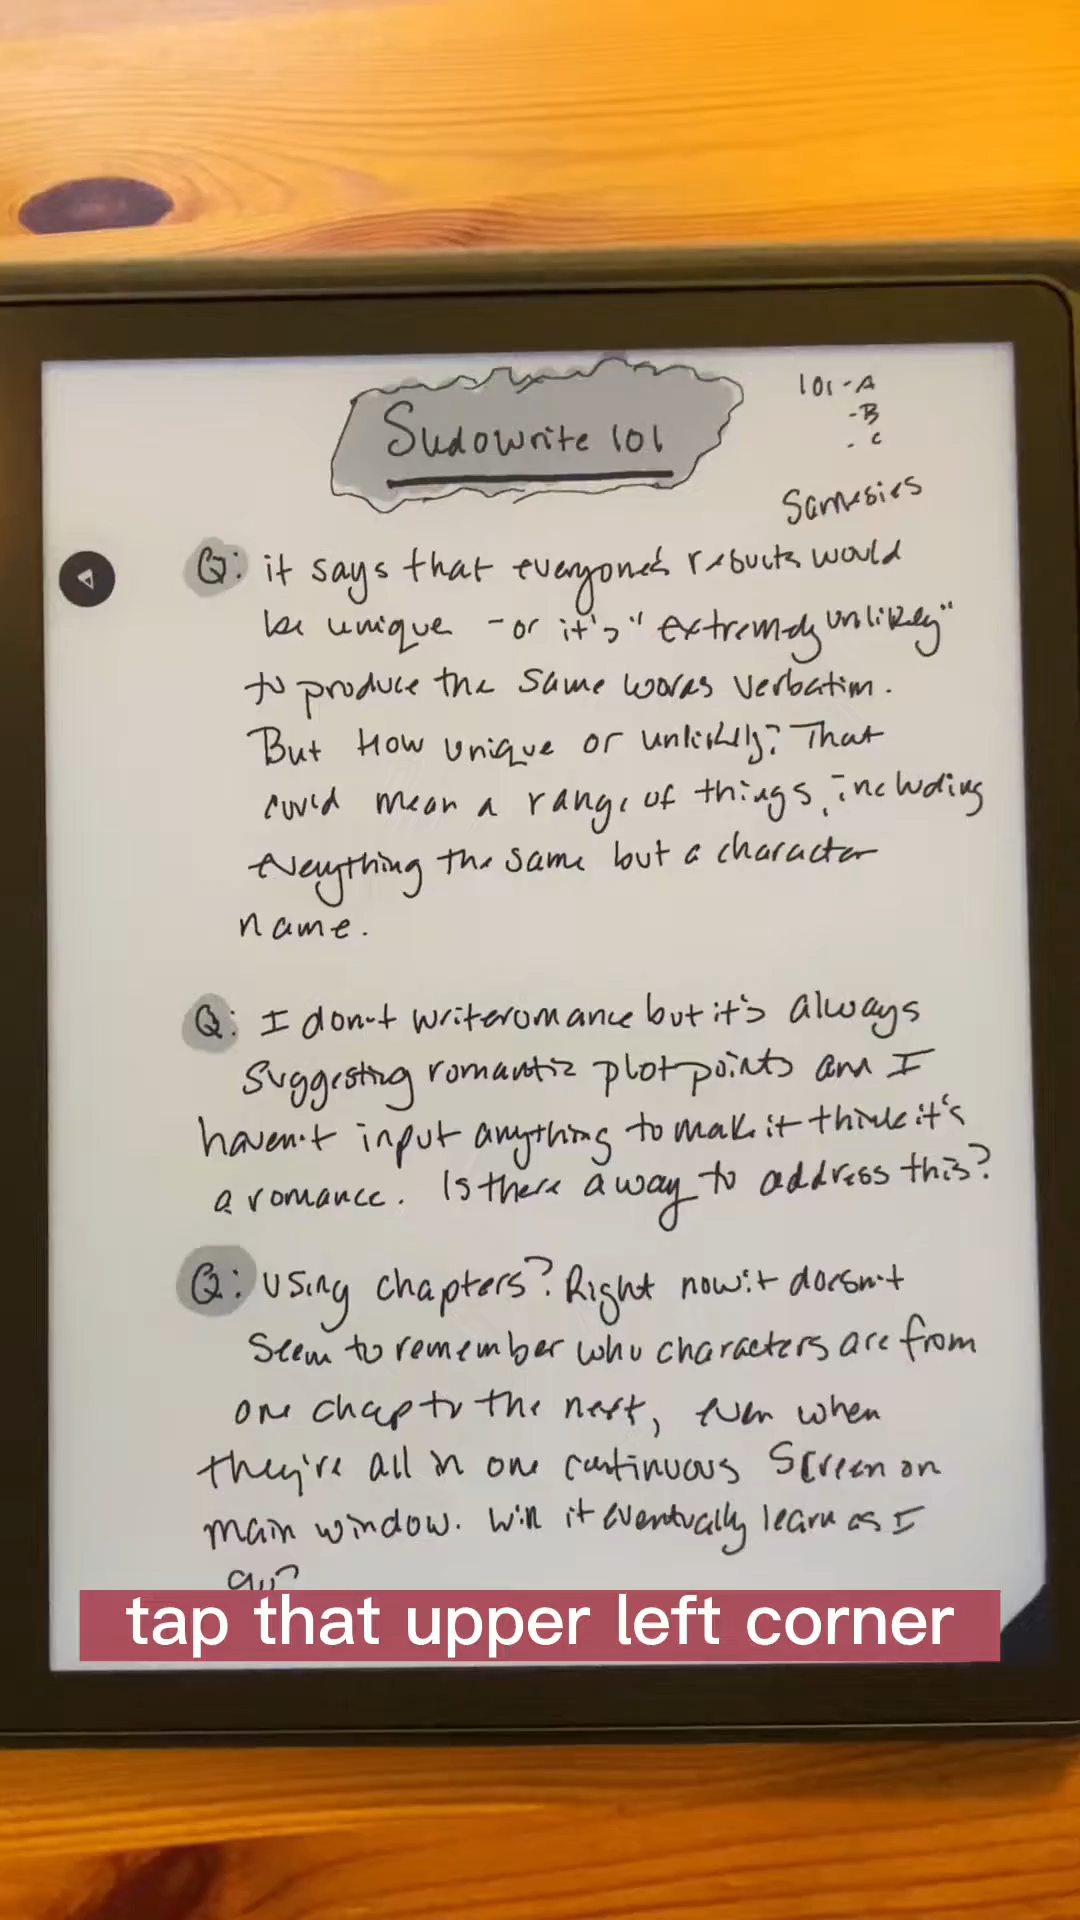 Sudowrite 101
101-A
-B
-C
Samesies
Q: it says that everyone's results would
be unique - or it's "extremely unlikely"
to produce the same words verbatim.
But How unique or unlikely? That
could mean a range of things, including
everything the same but a character
name.
Q: I don't write romance but it's always
suggesting romantic plot points and I
haven't input anything to make it think it's
a romance. Is there a way to address this?
Q: Using chapters? Right now it doesn't
seem to remember who characters are from
one chaptr the next, even when
they're all in one continuous screen on
main window. Will it eventually learn as I
go?
tap that upper left corner